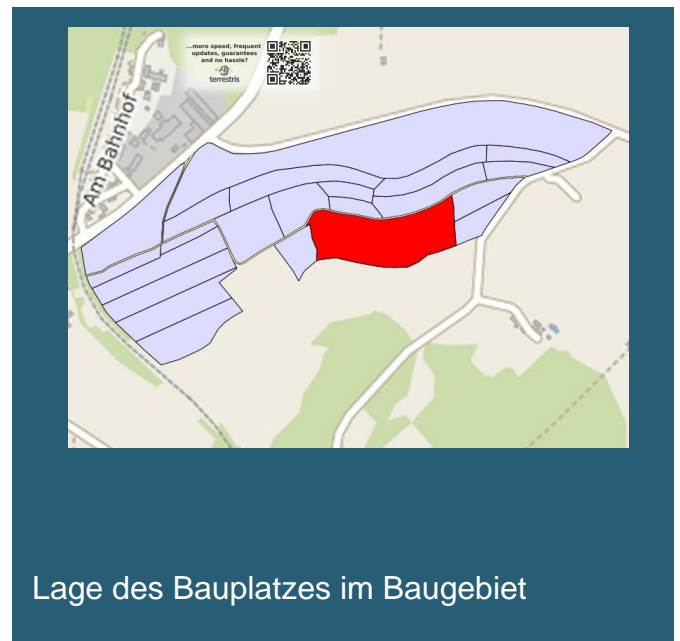 ...more speed, frequent
updates, guarantees
and no hassle?
terrestris
Am Bahnhof
Lage des Bauplatzes im Baugebiet